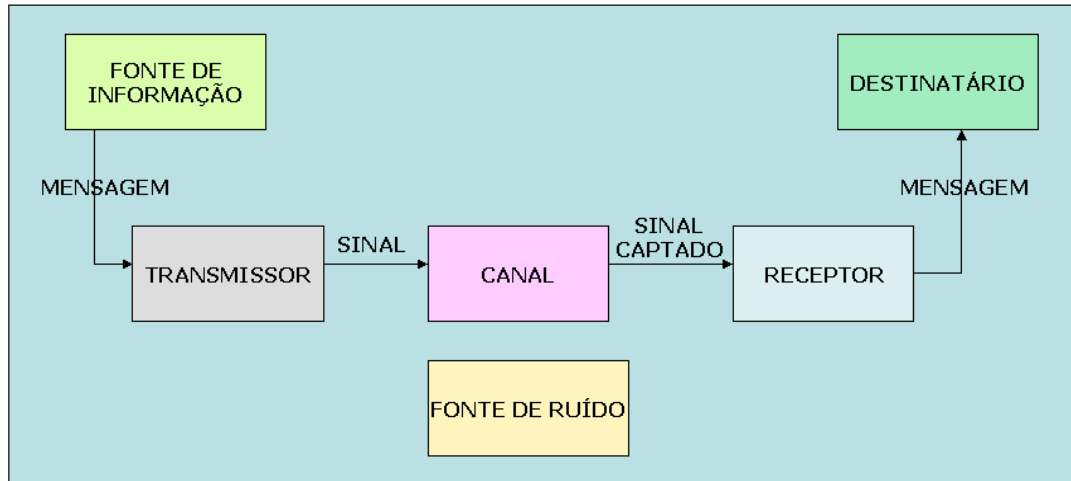 FONTE DE
INFORMAÇÃO
DESTINATÁRIO
MENSAGEM
MENSAGEM
TRANSMISSOR
SINAL
CANAL
SINAL
CAPTADO
RECEPTOR
FONTE DE RUÍDO